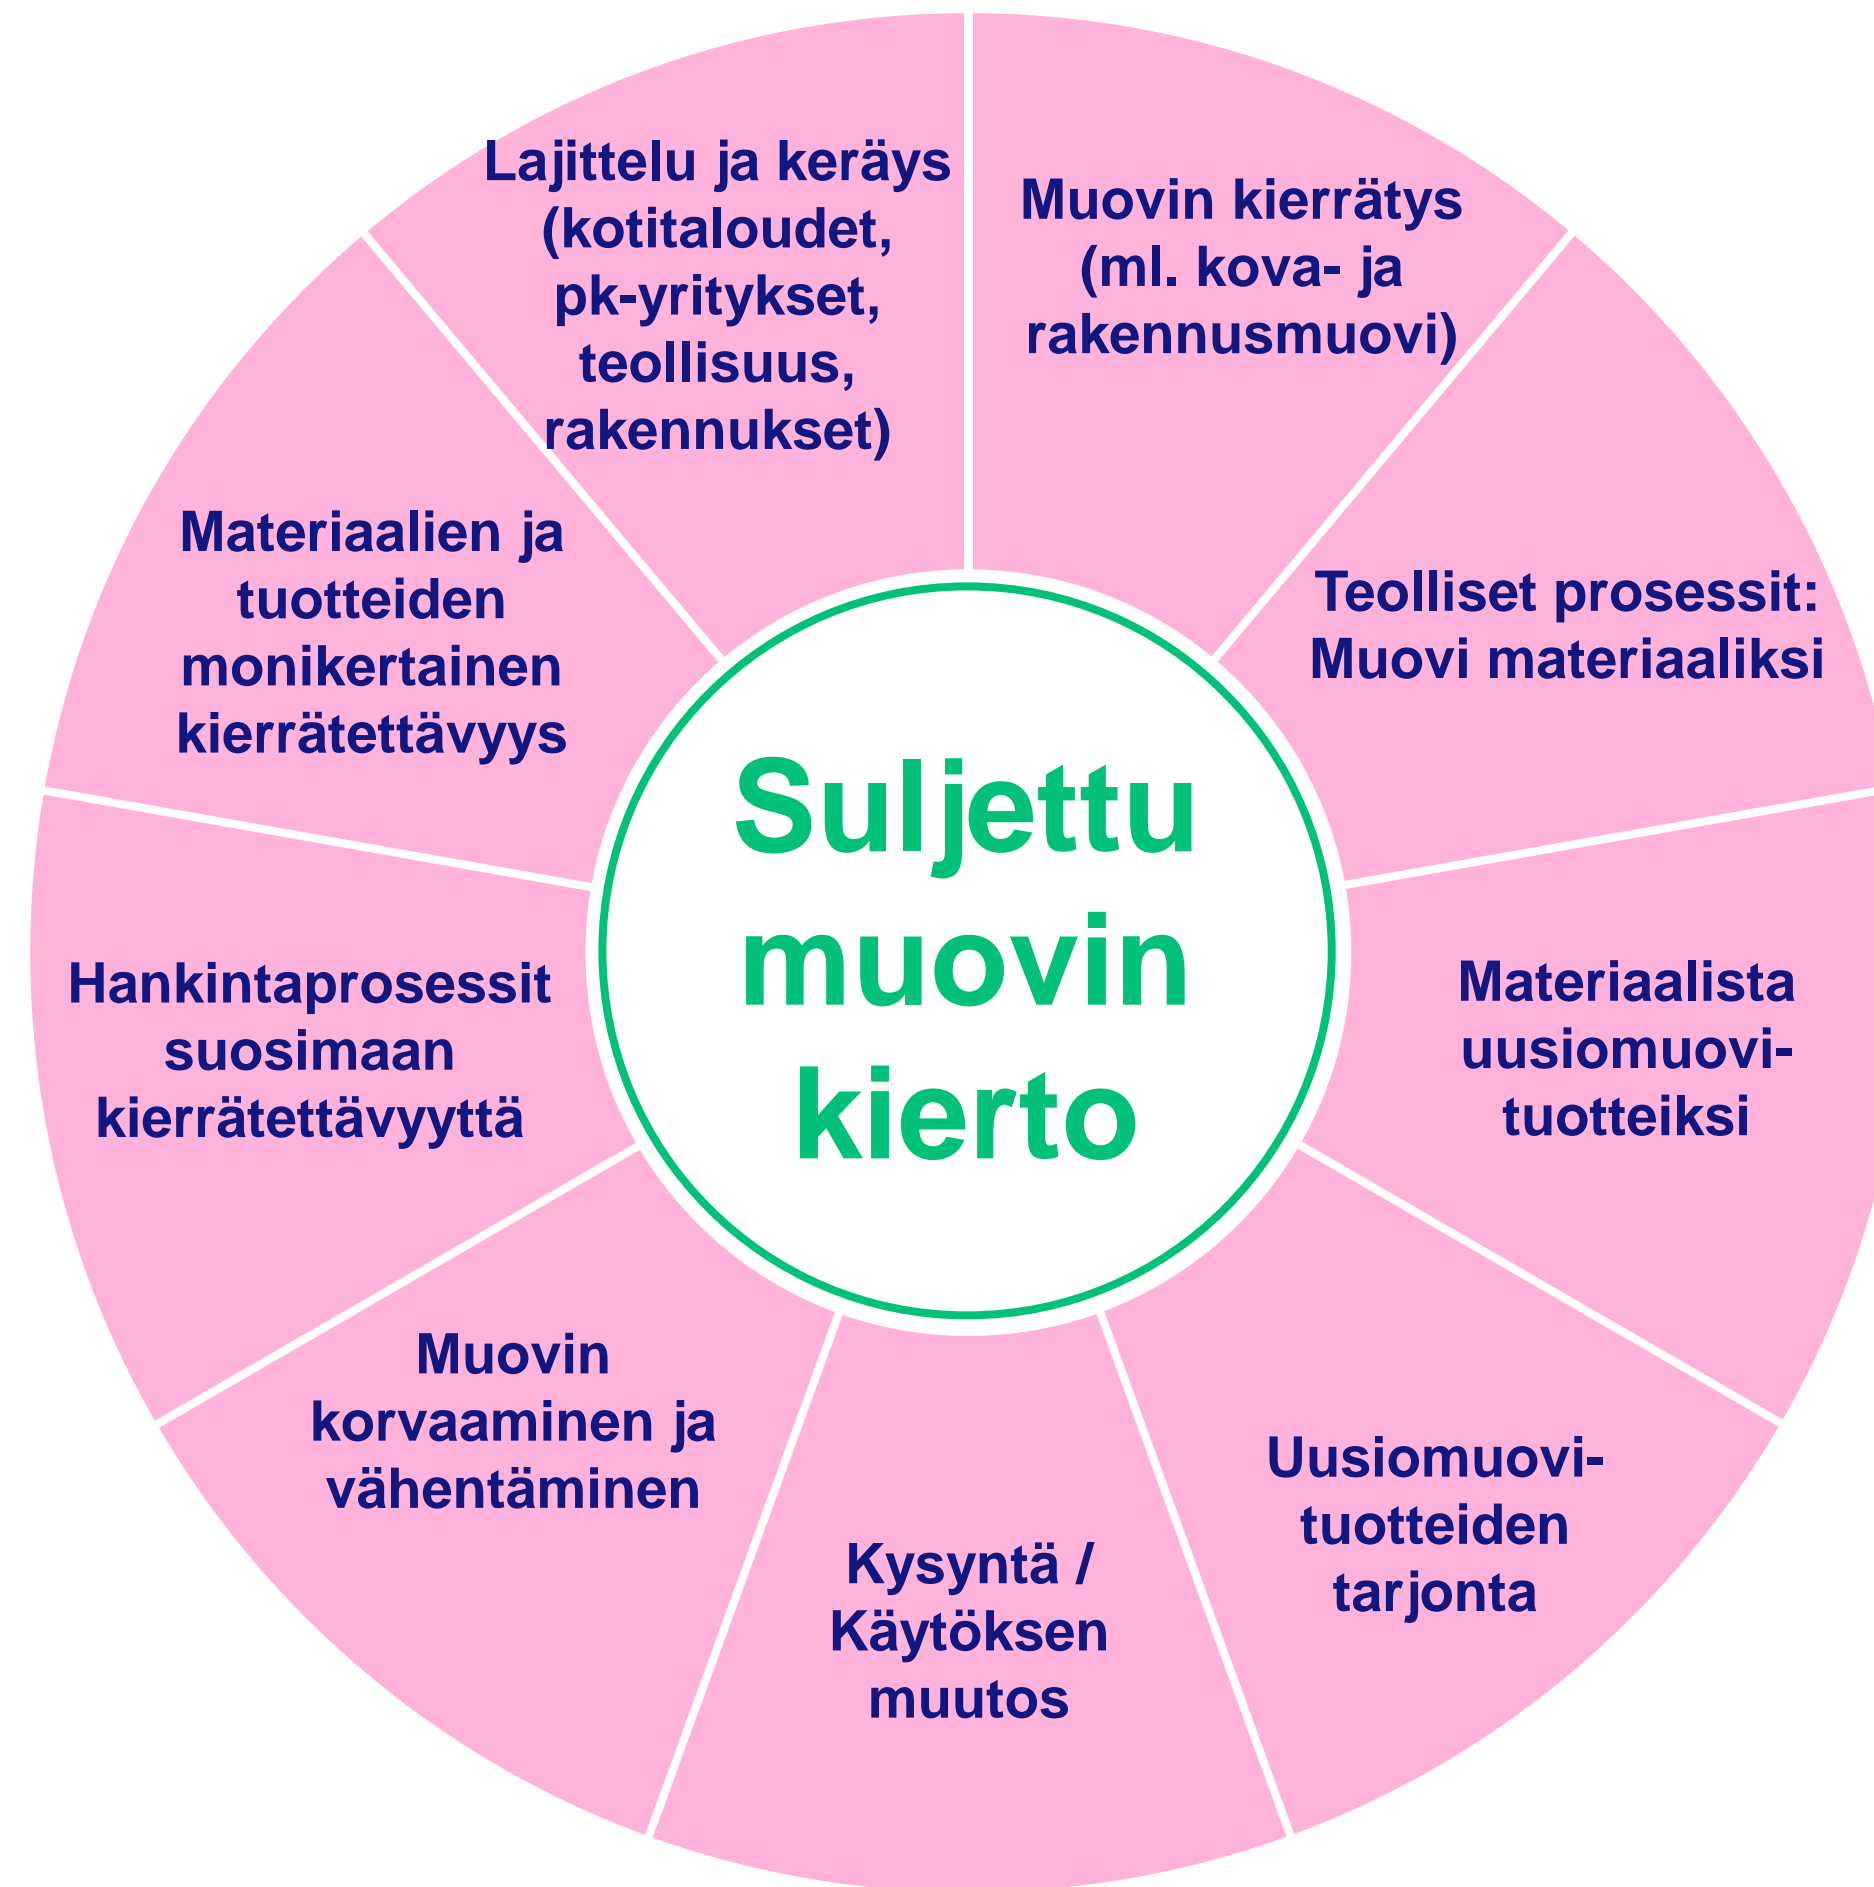 Lajittelu ja keräys
(kotitaloudet,
pk-yritykset,
teollisuus,
rakennukset)
Muovin kierrätys
(ml. kova- ja
rakennusmuovi)
Teolliset prosessit:
Muovi materiaaliksi
Materiaalista
uusiomuovi-
tuotteiksi
Uusiomuovi-
tuotteiden
tarjonta
Kysyntä /
Käytöksen
muutos
Muovin
korvaaminen ja
vähentäminen
Hankintaprosessit
suosimaan
kierrätettävyyttä
Materiaalien ja
tuotteiden
monikertainen
kierrätettävyys
Suljettu
muovin
kierto